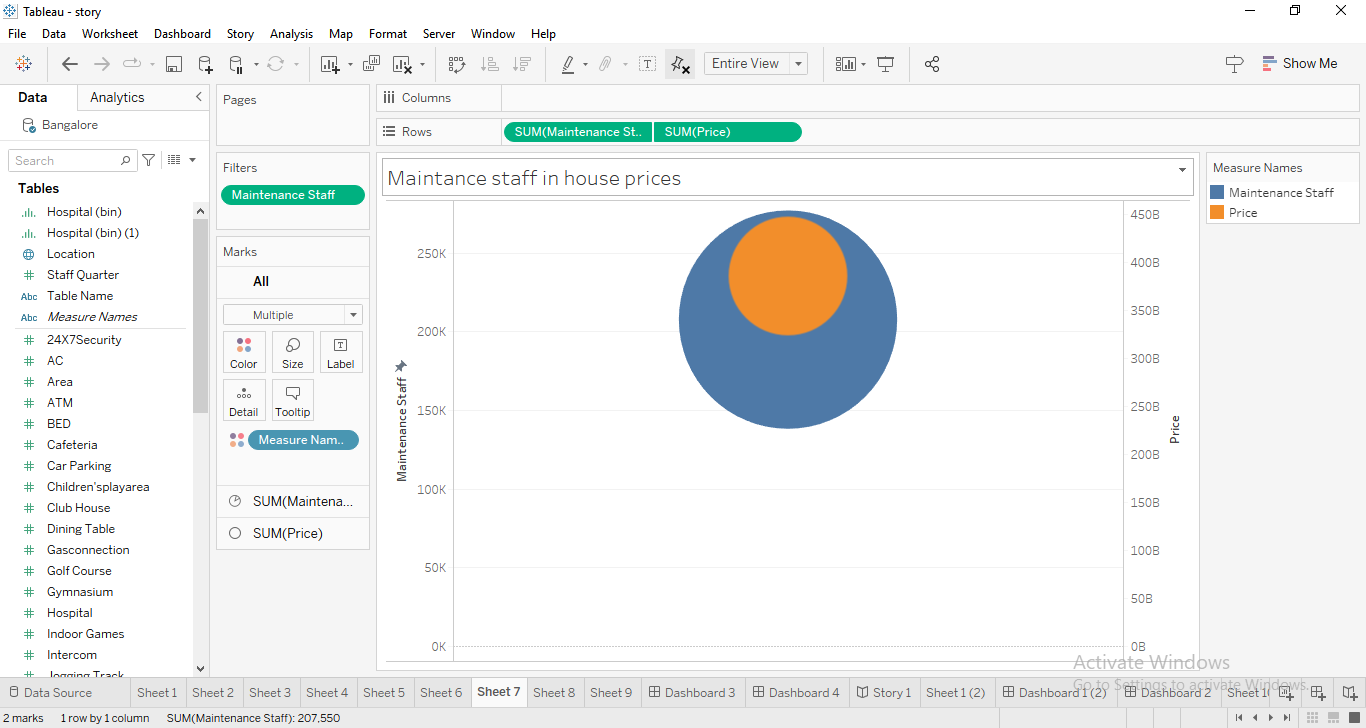 Tableau - story
File Data Worksheet Dashboard Story Analysis Map Format Server Window Help
Entire View
Show Me
Data Analytics
Bangalore
Search
Tables
Hospital (bin)
Hospital (bin) (1)
Location
Staff Quarter
Abc Table Name
Abc Measure Names
24X7Security
AC
Area
ATM
BED
Cafeteria
Car Parking
Children'splayarea
Club House
Dining Table
Gasconnection
Golf Course
Gymnasium
Hospital
Indoor Games
Intercom
Jogging Track
Pages
Filters
Maintenance Staff
Marks
All
Multiple
Color Size Label
Detail Tooltip
Measure Nam..
SUM(Maintena...
SUM(Price)
Columns
Rows SUM(Maintenance St.. SUM(Price)
Maintance staff in house prices
Maintenance Staff
250K
200K
150K
100K
50K
0K
450B
400B
350B
300B
250B
200B
150B
100B
50B
0B
Price
Measure Names
Maintenance Staff
Price
Activate Windows
Go to Settings to activate Windows.
Data Source Sheet 1 Sheet 2 Sheet 3 Sheet 4 Sheet 5 Sheet 6 Sheet 7 Sheet 8 Sheet 9 Dashboard 3 Dashboard 4 Story 1 Sheet 1 (2) Dashboard 1 (2) Dashboard 2
2 marks 1 row by 1 column SUM(Maintenance Staff): 207,550